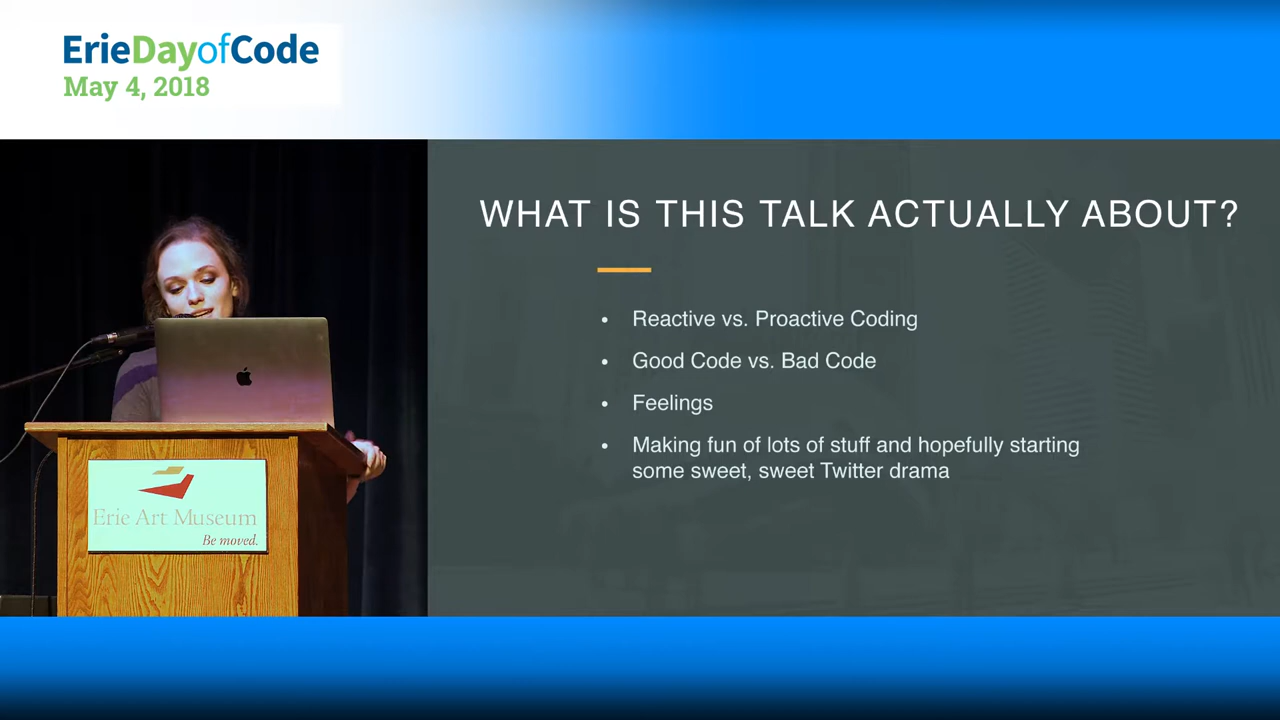 ErieDayofCode
May 4, 2018
WHAT IS THIS TALK ACTUALLY ABOUT?
• Reactive vs. Proactive Coding
• Good Code vs. Bad Code
• Feelings
• Making fun of lots of stuff and hopefully starting
some sweet, sweet Twitter drama
Erie Art Museum
Be moved.